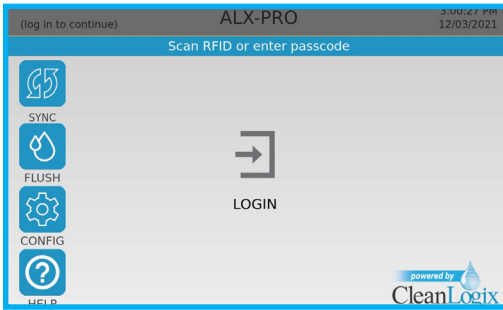 (log in to continue)
ALX-PRO
3:00:27 PM
12/03/2021
Scan RFID or enter passcode
SYNC
FLUSH
CONFIG
HELP
LOGIN
powered by
CleanLogix